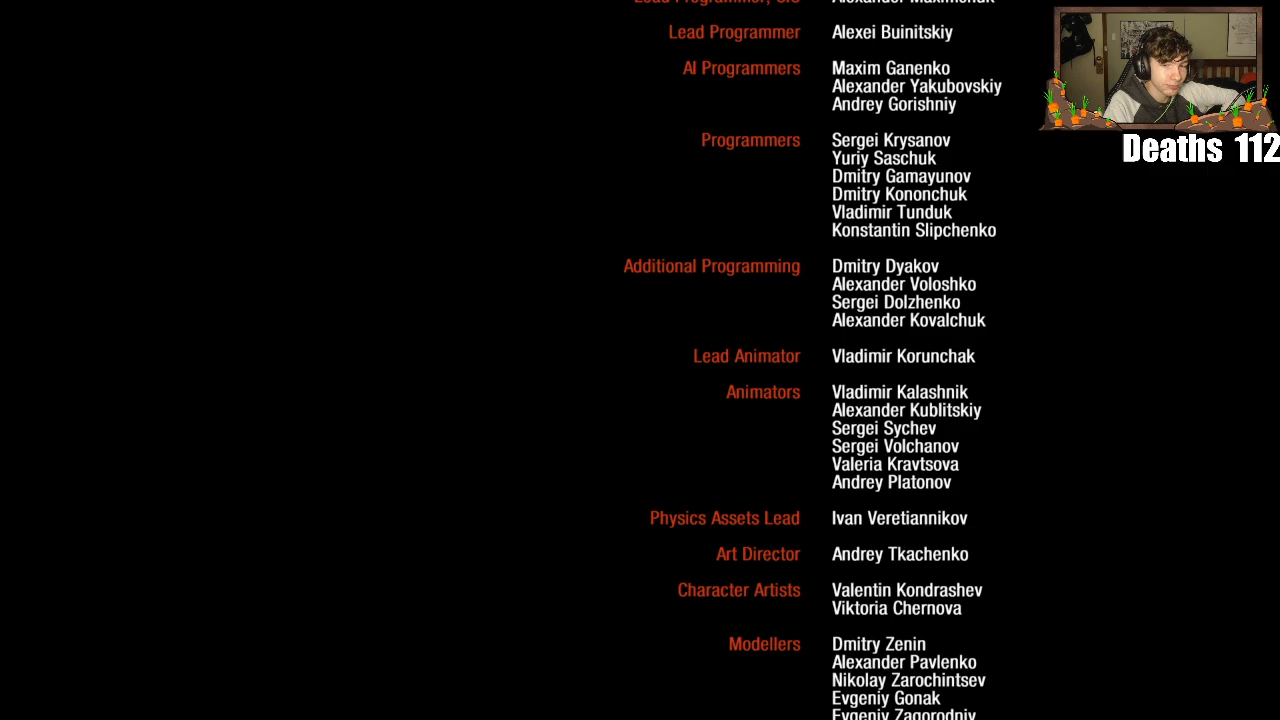 Lead Programmer Alexei Buinitskiy
AI Programmers Maxim Ganenko
Alexander Yakubovskiy
Andrey Gorishniy
Deaths 112
Programmers Sergei Krysanov
Yuriy Saschuk
Dmitry Gamayunov
Dmitry Kononchuk
Vladimir Tunduk
Konstantin Slipchenko
Additional Programming Dmitry Dyakov
Alexander Voloshko
Sergei Dolzhenko
Alexander Kovalchuk
Lead Animator Vladimir Korunchak
Animators Vladimir Kalashnik
Alexander Kublitskiy
Sergei Sychev
Sergei Volchanov
Valeria Kravtsova
Andrey Platonov
Physics Assets Lead Ivan Veretiannikov
Art Director Andrey Tkachenko
Character Artists Valentin Kondrashev
Viktoria Chernova
Modellers Dmitry Zenin
Alexander Pavlenko
Nikolay Zarochintsev
Evgeniy Gonak
Evgeniy Zagorodniy